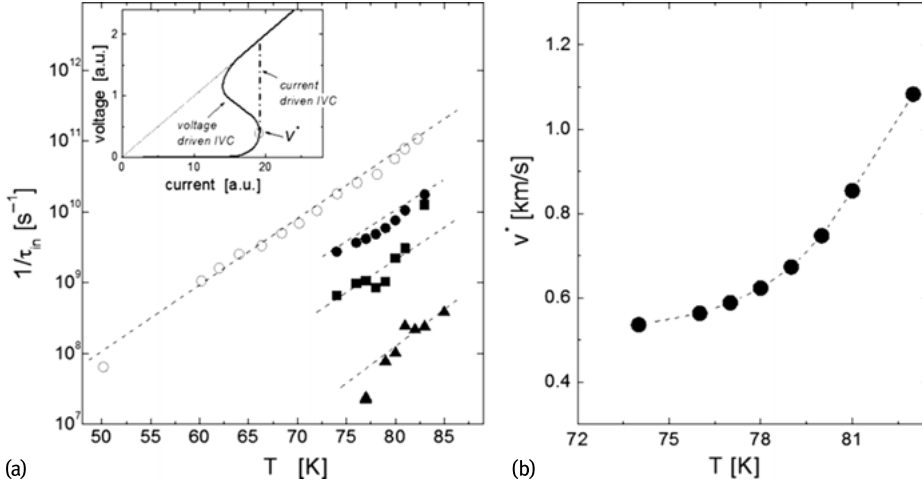 (a)
1/τin [s⁻¹]
10¹²
10¹¹
10¹⁰
10⁹
10⁸
10⁷
50 55 60 65 70 75 80 85
T [K]
voltage [a.u.]
2
1
0
0 10 20
current [a.u.]
voltage
driven IVC
current
driven IVC
V*
(b)
v* [km/s]
1.2
1.0
0.8
0.6
0.4
72 75 78 81
T [K]